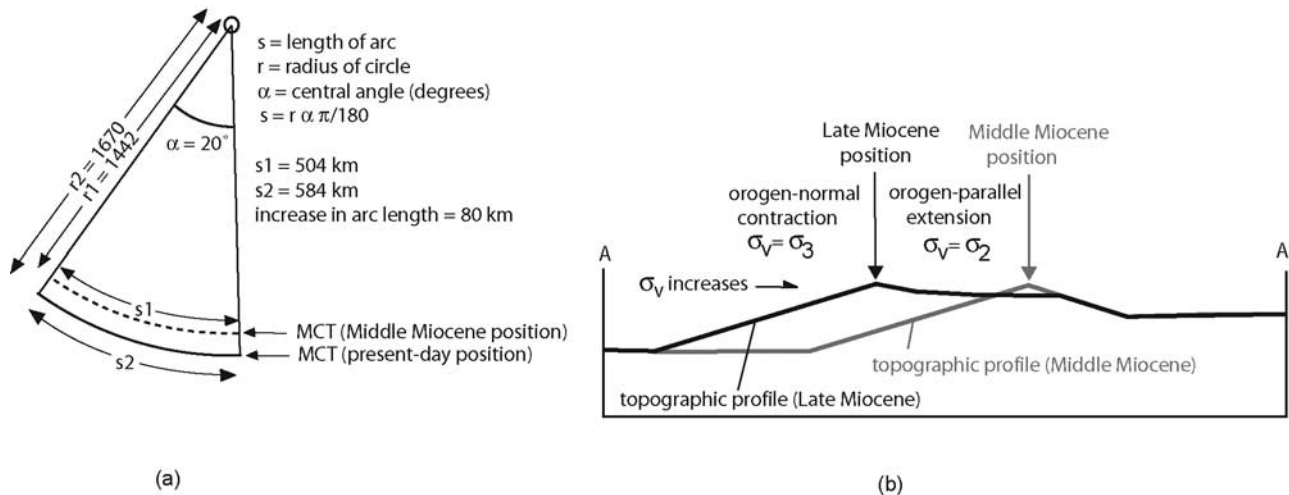 s = length of arc
r = radius of circle
α = central angle (degrees)
s = r α π/180
r2 = 1670
r1 = 1442
α = 20°
s1 = 504 km
s2 = 584 km
increase in arc length = 80 km
s1
s2
MCT (Middle Miocene position)
MCT (present-day position)
(a)
Late Miocene
position
Middle Miocene
position
orogen-normal
contraction
σv= σ3
orogen-parallel
extension
σv= σ2
A
A
σv increases
topographic profile (Middle Miocene)
topographic profile (Late Miocene)
(b)